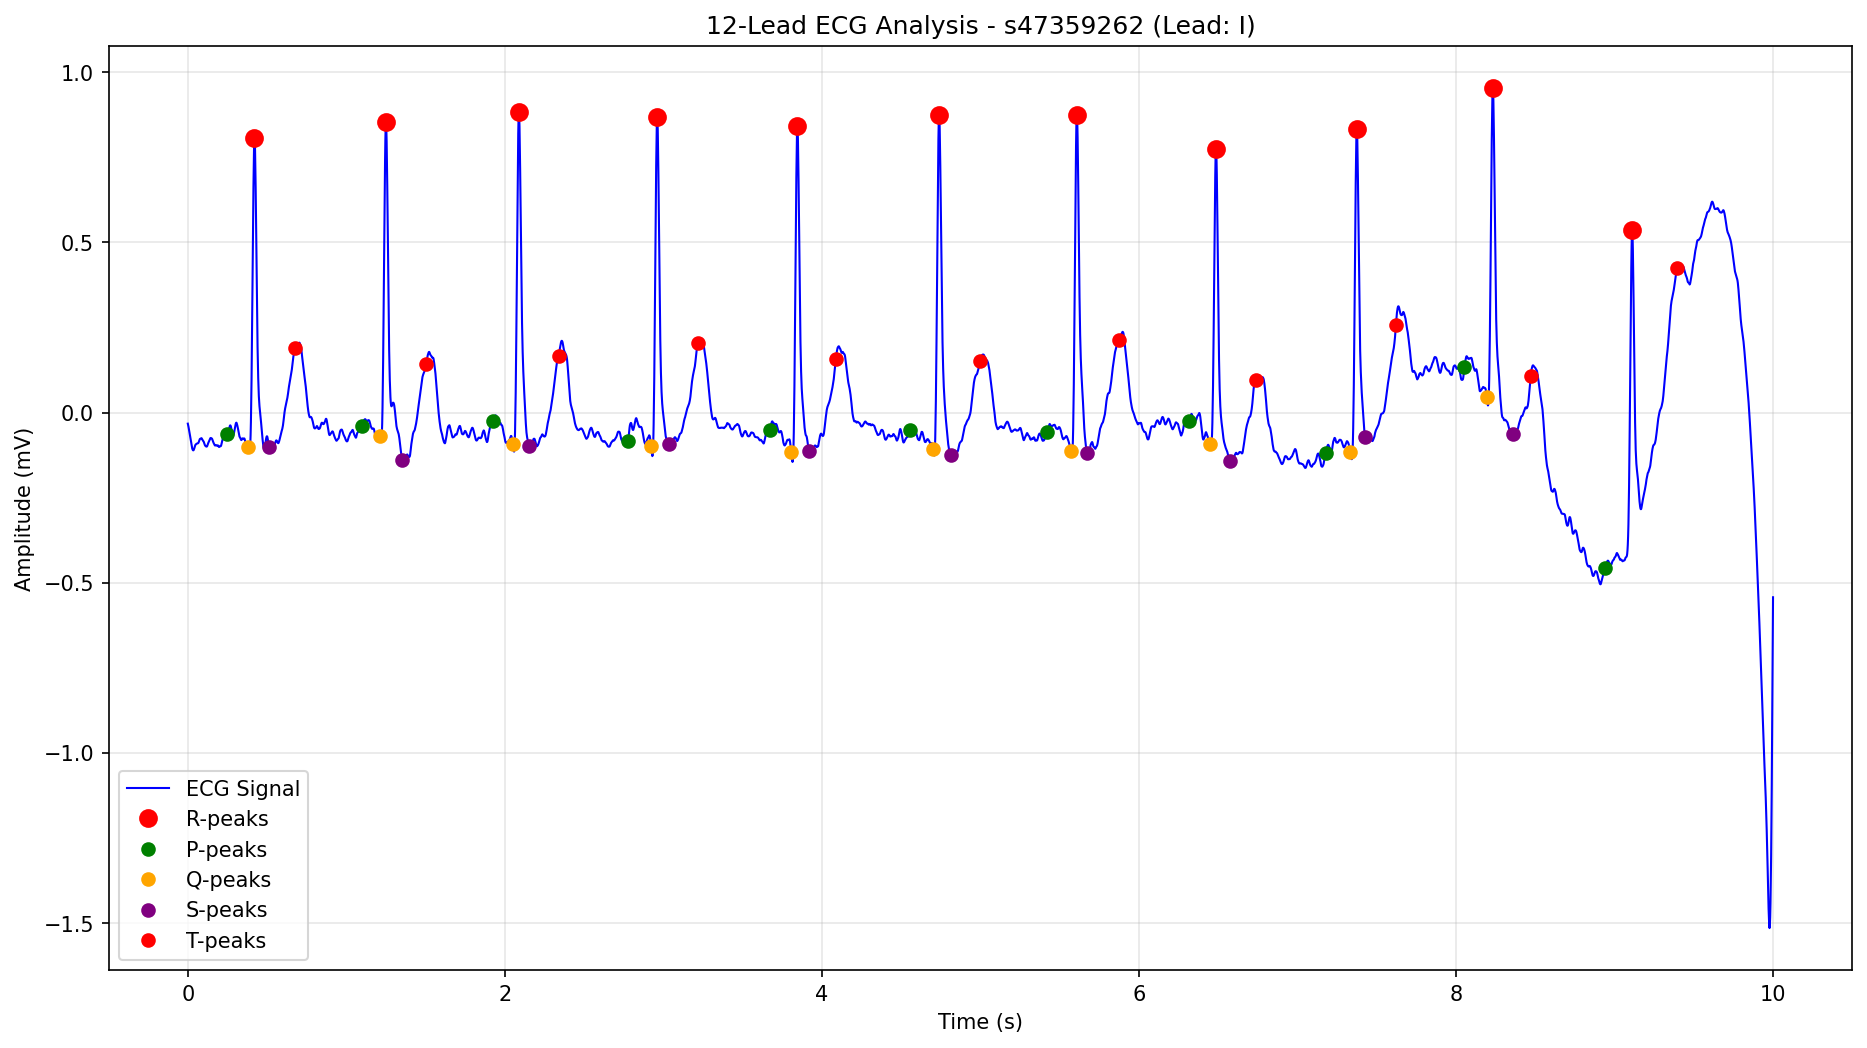 12-Lead ECG Analysis - s47359262 (Lead: I)
1.0
0.5
0.0
−0.5
−1.0
−1.5
Amplitude (mV)
ECG Signal
R-peaks
P-peaks
Q-peaks
S-peaks
T-peaks
0 2 4 6 8 10
Time (s)